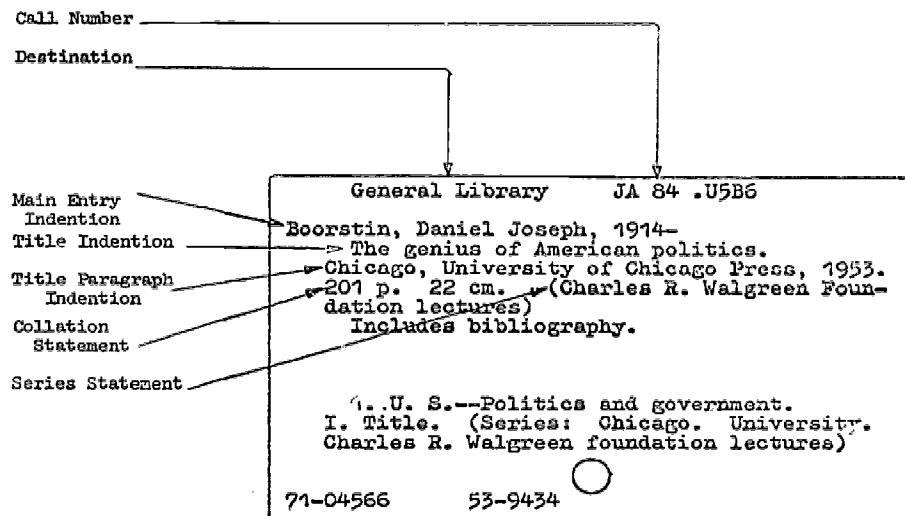 Call Number
Destination
General Library JA 84 .U5B6
Main Entry
Indention
Boorstin, Daniel Joseph, 1914-
Title Indention
The genius of American politics.
Title Paragraph
Indention
Chicago, University of Chicago Press, 1953.
201 p. 22 cm. (Charles R. Walgreen Foun-
dation lectures)
Collation
Statement
Includes bibliography.
Series Statement
1. U. S.--Politics and government.
I. Title. (Series: Chicago. University.
Charles R. Walgreen foundation lectures)
71-04566 53-9434